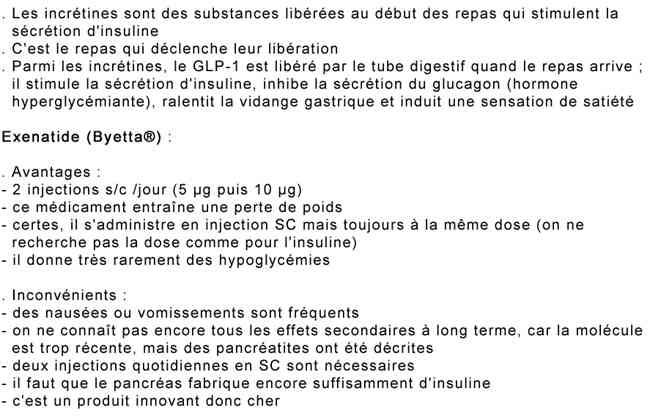 . Les incrétines sont des substances libérées au début des repas qui stimulent la
sécrétion d'insuline
. C'est le repas qui déclenche leur libération
. Parmi les incrétines, le GLP-1 est libéré par le tube digestif quand le repas arrive ;
il stimule la sécrétion d'insuline, inhibe la sécrétion du glucagon (hormone
hyperglycémiante), ralentit la vidange gastrique et induit une sensation de satiété
Exenatide (Byetta®) :
. Avantages :
- 2 injections s/c /jour (5 µg puis 10 µg)
- ce médicament entraîne une perte de poids
- certes, il s'administre en injection SC mais toujours à la même dose (on ne
recherche pas la dose comme pour l'insuline)
- il donne très rarement des hypoglycémies
. Inconvénients :
- des nausées ou vomissements sont fréquents
- on ne connaît pas encore tous les effets secondaires à long terme, car la molécule
est trop récente, mais des pancréatites ont été décrites
- deux injections quotidiennes en SC sont nécessaires
- il faut que le pancréas fabrique encore suffisamment d'insuline
- c'est un produit innovant donc cher